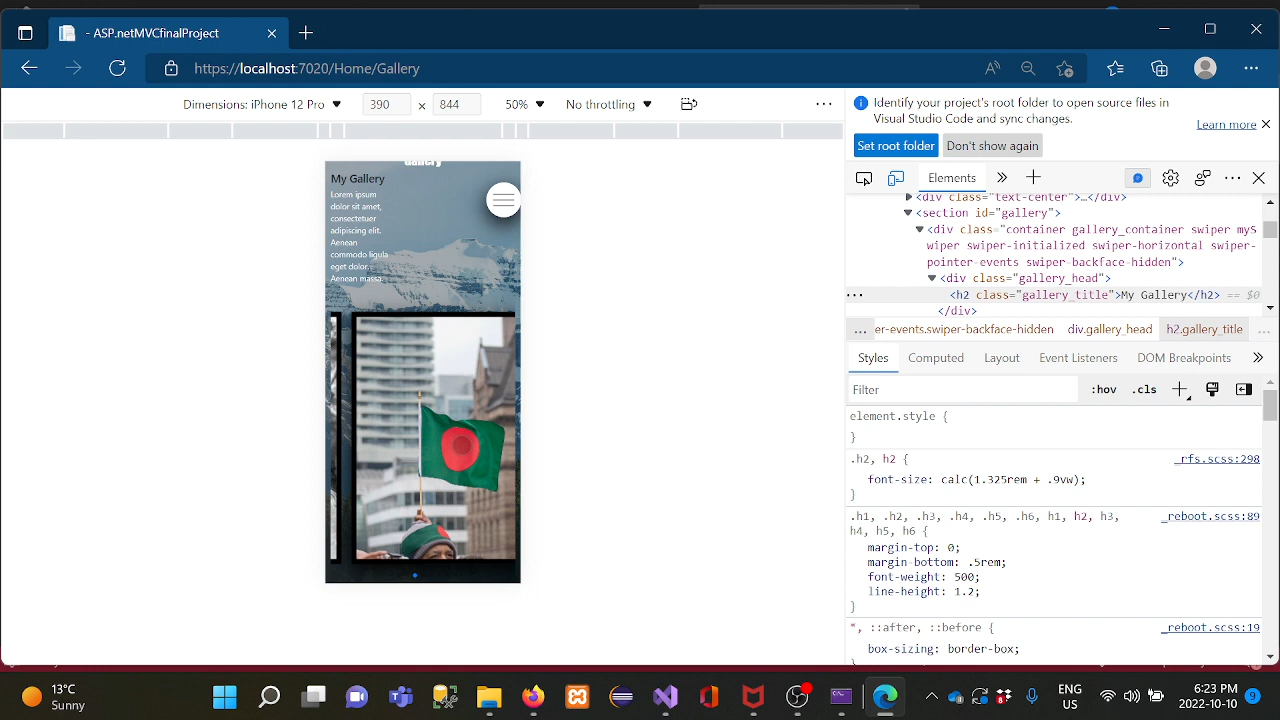 - ASP.netMVCfinalProject
https://localhost:7020/Home/Gallery
Dimensions: iPhone 12 Pro
390 x 844
50%
No throttling
Gallery
My Gallery
Lorem ipsum
dolor sit amet,
consectetuer
adipiscing elit.
Aenean
commodo ligula
eget dolor.
Aenean massa.
Identify your project's root folder to open source files in
Visual Studio Code and sync changes.
Learn more
Set root folder
Don't show again
Elements
<div class="text-center">…</div>
<section id="gallery">
<div class="container gallery_container swiper myS
wiper swiper-initialized swiper-horizontal swiper-
pointer-events swiper-backface-hidden">
<div class="gallery_head">
<h2 class="gallery_title">My Gallery</h2> == $0
</div>
... er-events.swiper-backface-hidden div.gallery_head h2.gallery_title ...
Styles Computed Layout Event Listeners DOM Breakpoints
Filter
:hov .cls
element.style {
}
.h2, h2 { _rfs.scss:298
font-size: calc(1.325rem + .9vw);
}
.h1, .h2, .h3, .h4, .h5, .h6, h1, h2, h3, _reboot.scss:89
h4, h5, h6 {
margin-top: 0;
margin-bottom: .5rem;
font-weight: 500;
line-height: 1.2;
}
*, ::after, ::before { _reboot.scss:19
box-sizing: border-box;
}
13°C
Sunny
ENG
US
6:23 PM
2022-10-10
9